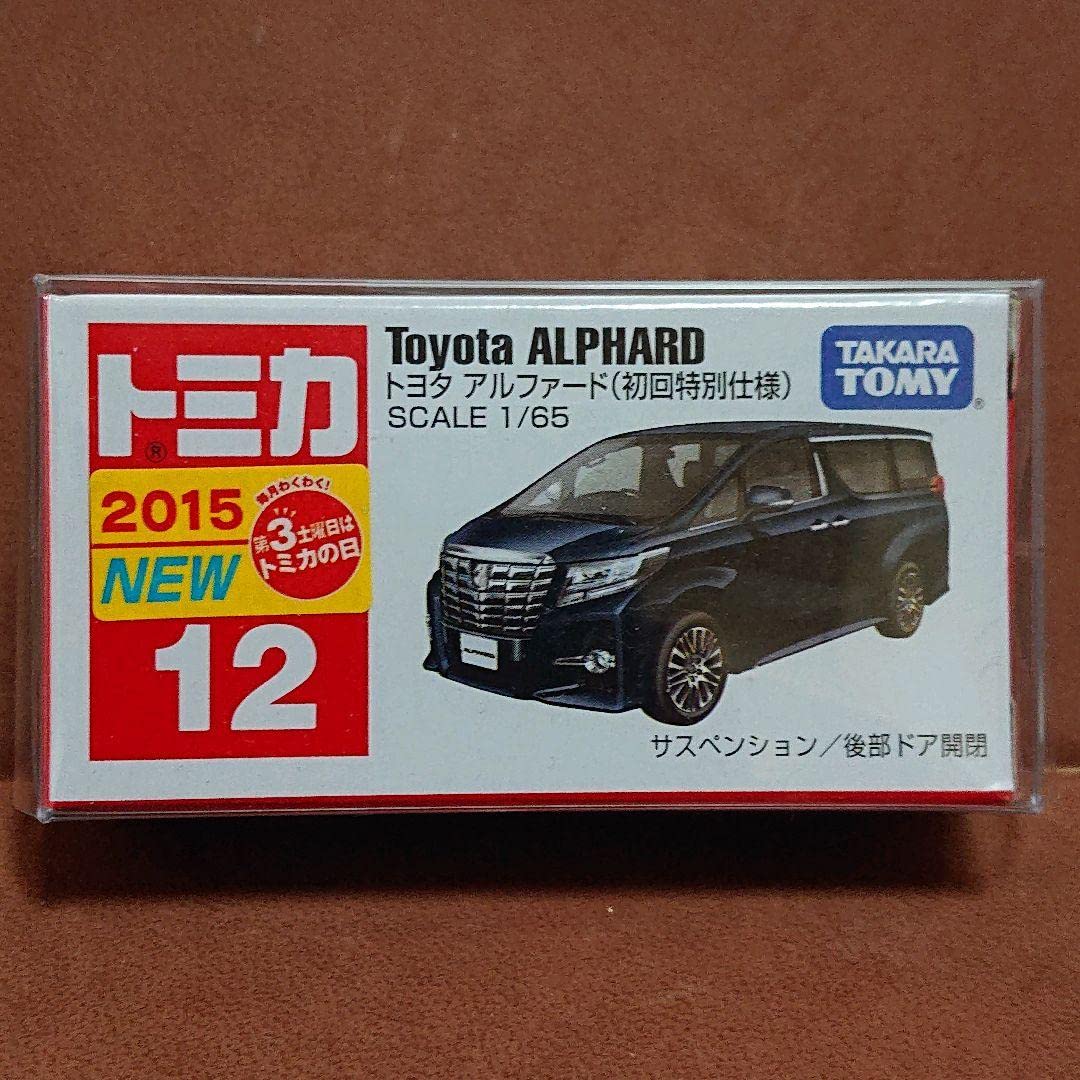 トミカ
®
2015
NEW
毎月わくわく!
第3土曜日は
トミカの日
12
Toyota ALPHARD
トヨタ アルファード(初回特別仕様)
SCALE 1/65
TAKARA
TOMY
®
ALPHARD
サスペンション/後部ドア開閉